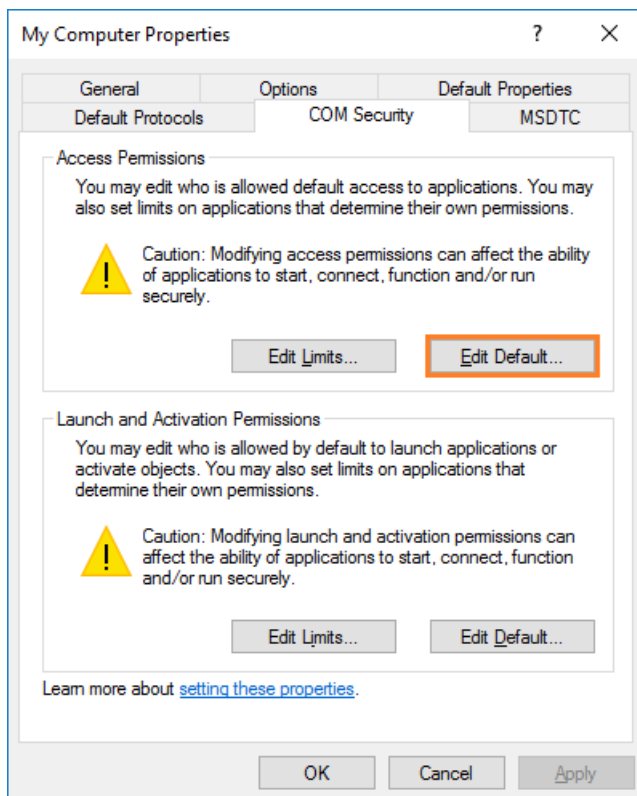 My Computer Properties
?
General
Options
Default Properties
Default Protocols
COM Security
MSDTC
Access Permissions
You may edit who is allowed default access to applications. You may
also set limits on applications that determine their own permissions.
Caution: Modifying access permissions can affect the ability
of applications to start, connect, function and/or run
securely.
Edit Limits...
Edit Default...
Launch and Activation Permissions
You may edit who is allowed by default to launch applications or
activate objects. You may also set limits on applications that
determine their own permissions.
Caution: Modifying launch and activation permissions can
affect the ability of applications to start, connect, function
and/or run securely.
Edit Limits...
Edit Default...
Learn more about setting these properties.
OK
Cancel
Apply